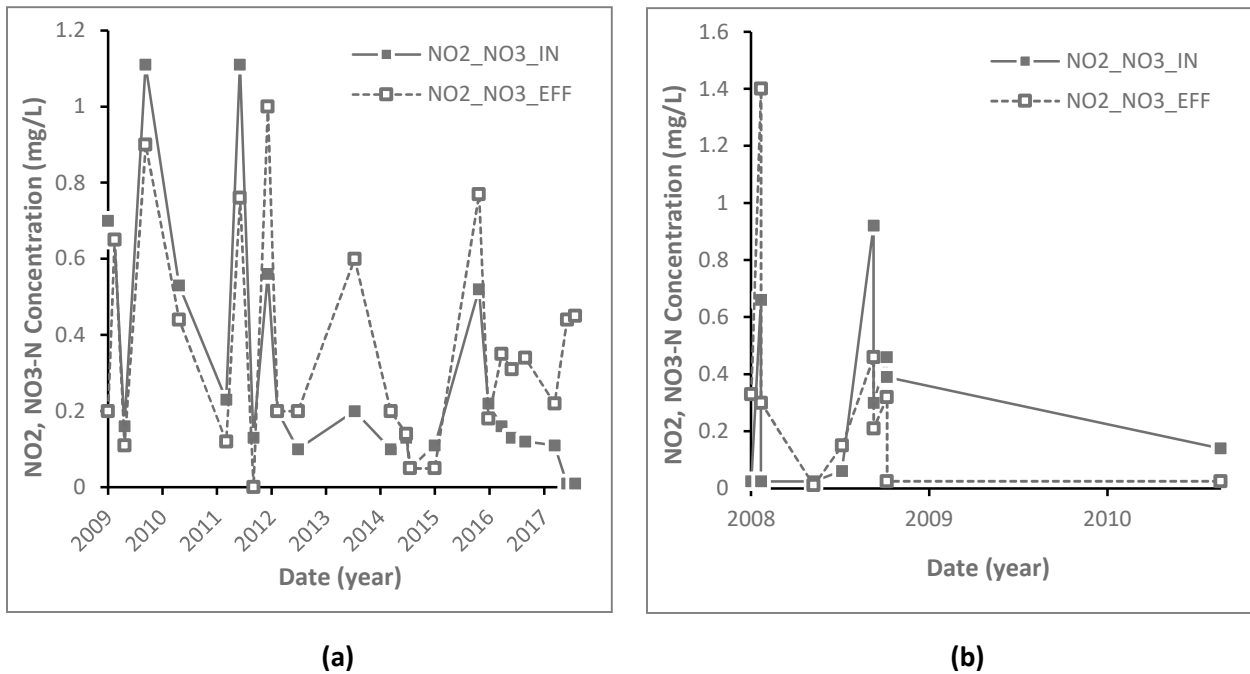 NO2, NO3-N Concentration (mg/L)
1.2
1
0.8
0.6
0.4
0.2
0
NO2_NO3_IN
NO2_NO3_EFF
2009
2010
2011
2012
2013
2014
2015
2016
2017
Date (year)
(a)
NO2, NO3-N Concentration (mg/L)
1.6
1.4
1.2
1
0.8
0.6
0.4
0.2
0
NO2_NO3_IN
NO2_NO3_EFF
2008
2009
2010
Date (year)
(b)